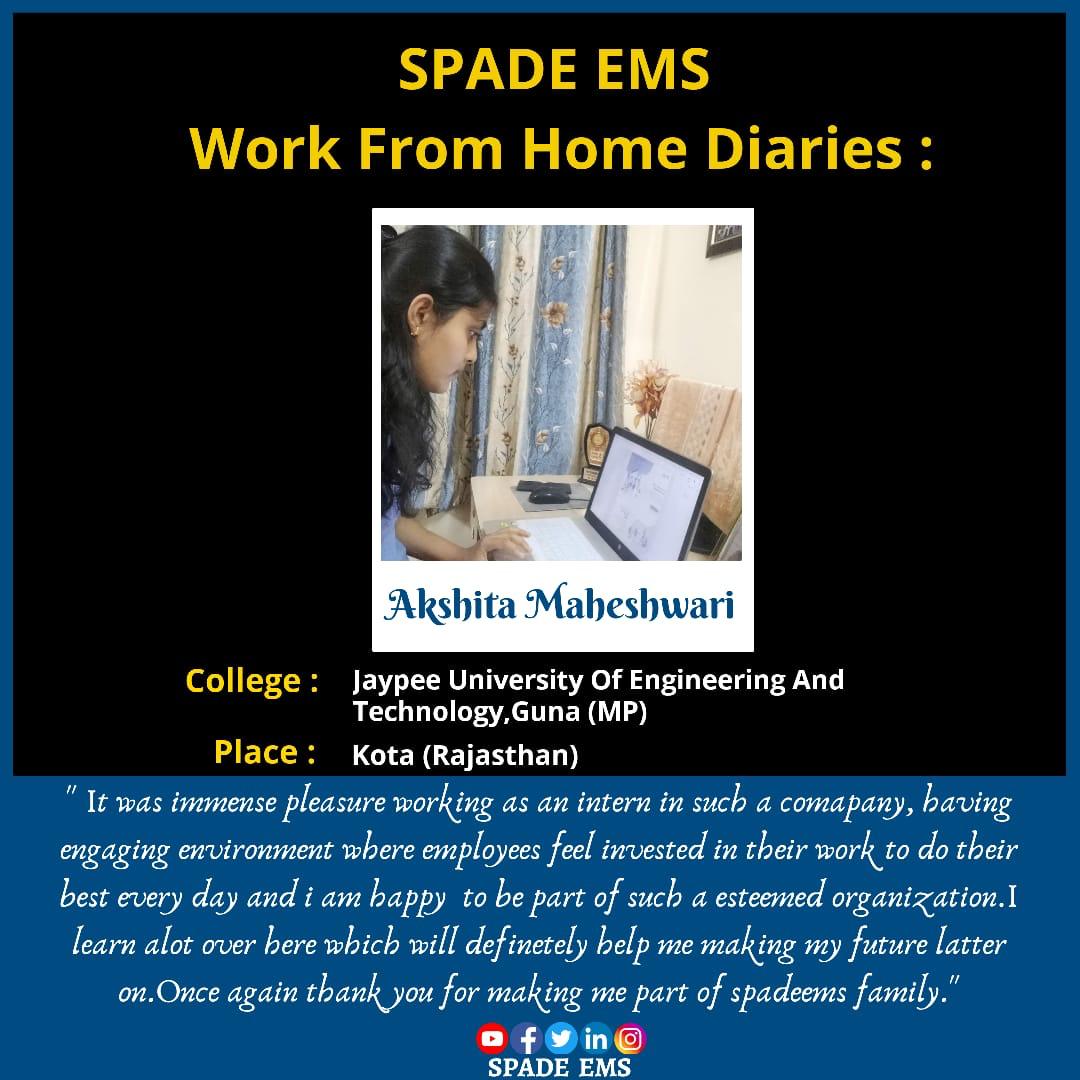 SPADE EMS
Work From Home Diaries :
Akshita Maheshwari
College : Jaypee University Of Engineering And
Technology,Guna (MP)
Place : Kota (Rajasthan)
" It was immense pleasure working as an intern in such a comapany, having
engaging environment where employees feel invested in their work to do their
best every day and i am happy to be part of such a esteemed organization.I
learn alot over here which will definetely help me making my future latter
on.Once again thank you for making me part of spadeems family."
SPADE EMS